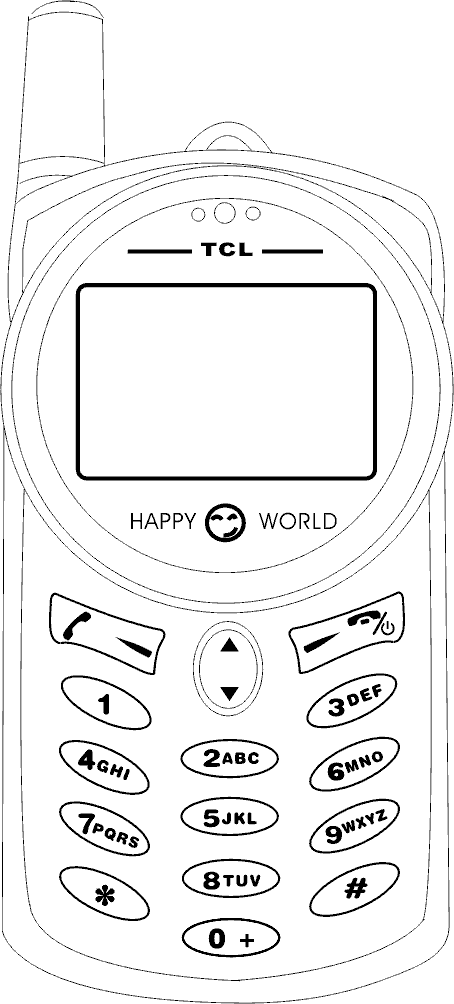 TCL
HAPPY WORLD
1
3DEF
2ABC
4GHI
6MNO
5JKL
7PQRS
9WXYZ
8TUV
*
#
0 +